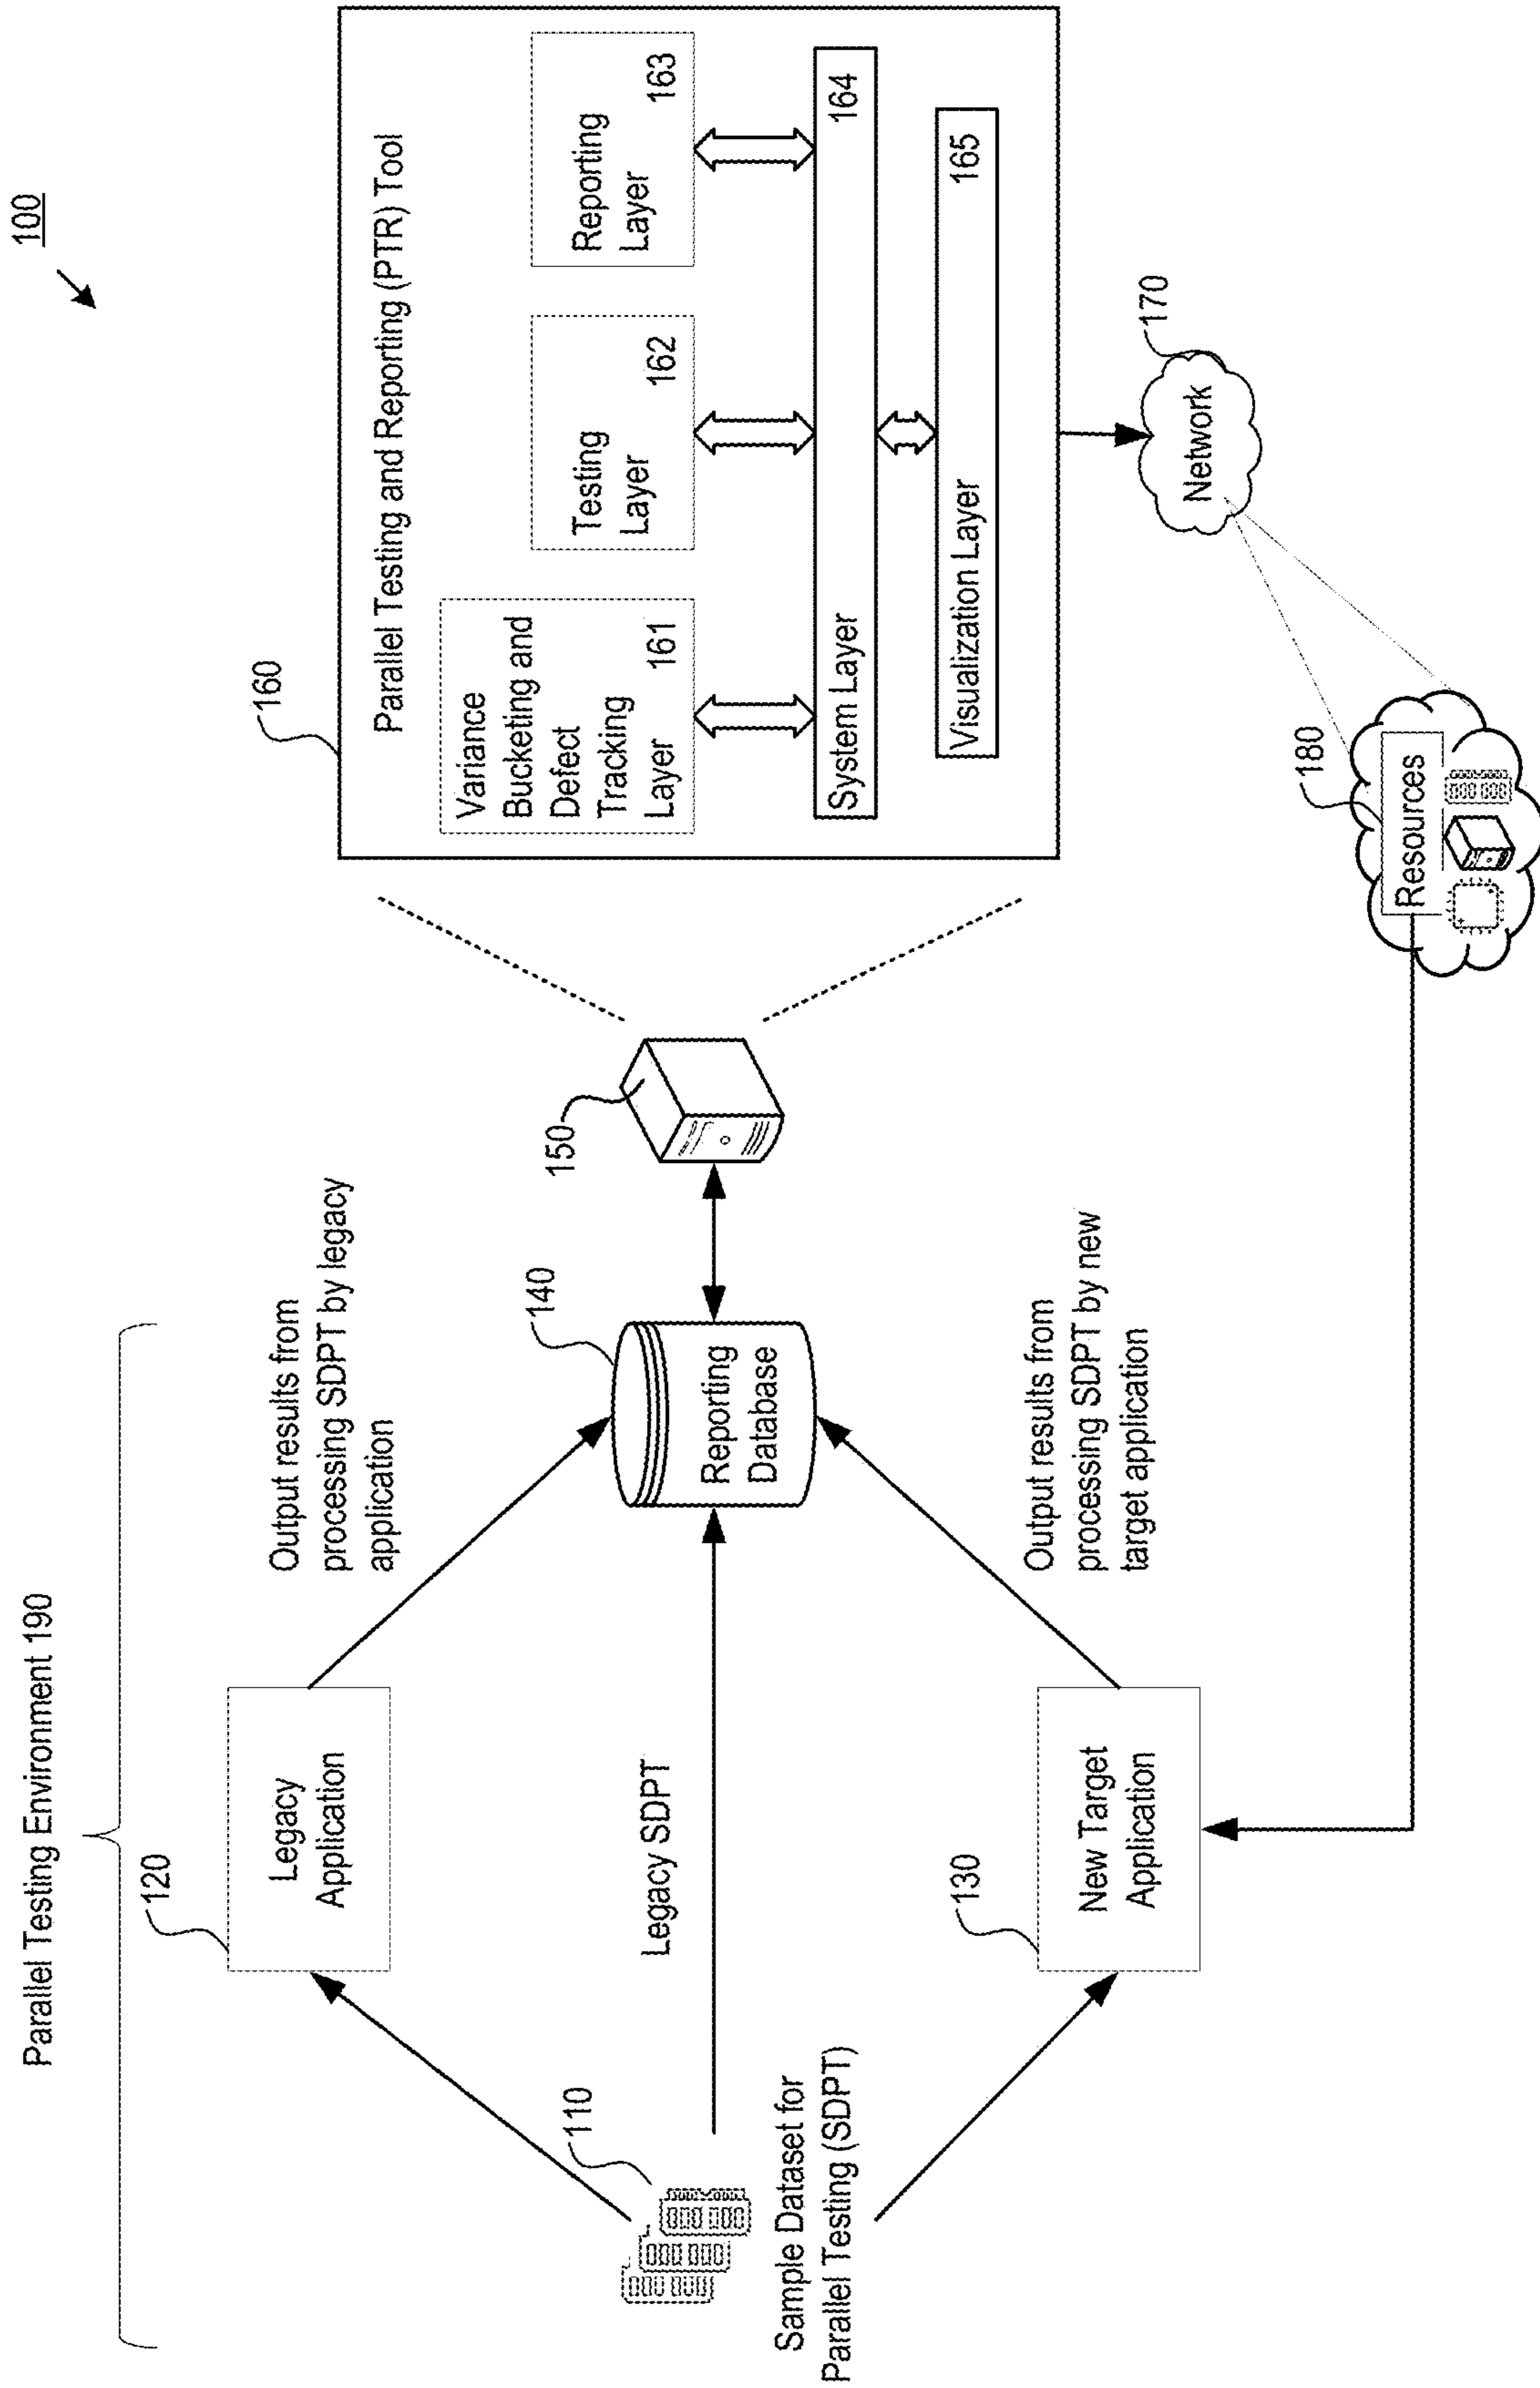 100
Parallel Testing Environment 190
110
Sample Dataset for
Parallel Testing (SDPT)
120
Legacy
Application
Legacy SDPT
130
New Target
Application
Output results from
processing SDPT by legacy
application
140
Reporting
Database
Output results from
processing SDPT by new
target application
150
160
Parallel Testing and Reporting (PTR) Tool
Variance
Bucketing and
Defect
Tracking
Layer 161
Testing
Layer 162
Reporting
Layer 163
System Layer 164
Visualization Layer 165
170
Network
180
Resources